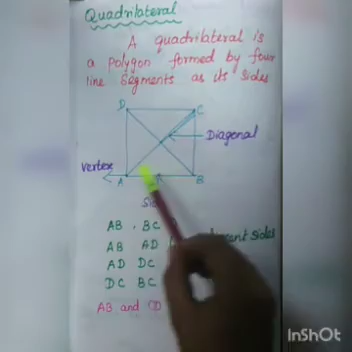 Quadrilateral
A quadrilateral is
a polygon formed by four
line segments as its sides
D C
Diagonal
Vertex
A B
AB , BC
AB AD
AD DC
DC BC
sides
AB and CD
InShOt